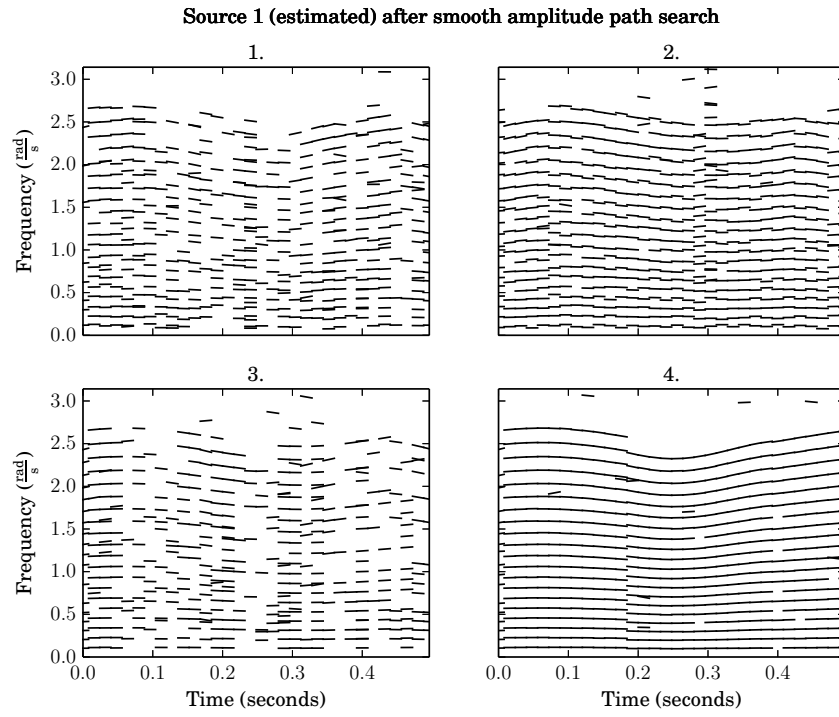 Source 1 (estimated) after smooth amplitude path search
1.
2.
3.0
2.5
2.0
1.5
1.0
0.5
0.0
Frequency (rad/s)
3.
4.
3.0
2.5
2.0
1.5
1.0
0.5
0.0
Frequency (rad/s)
0.0 0.1 0.2 0.3 0.4
0.0 0.1 0.2 0.3 0.4
Time (seconds)
Time (seconds)